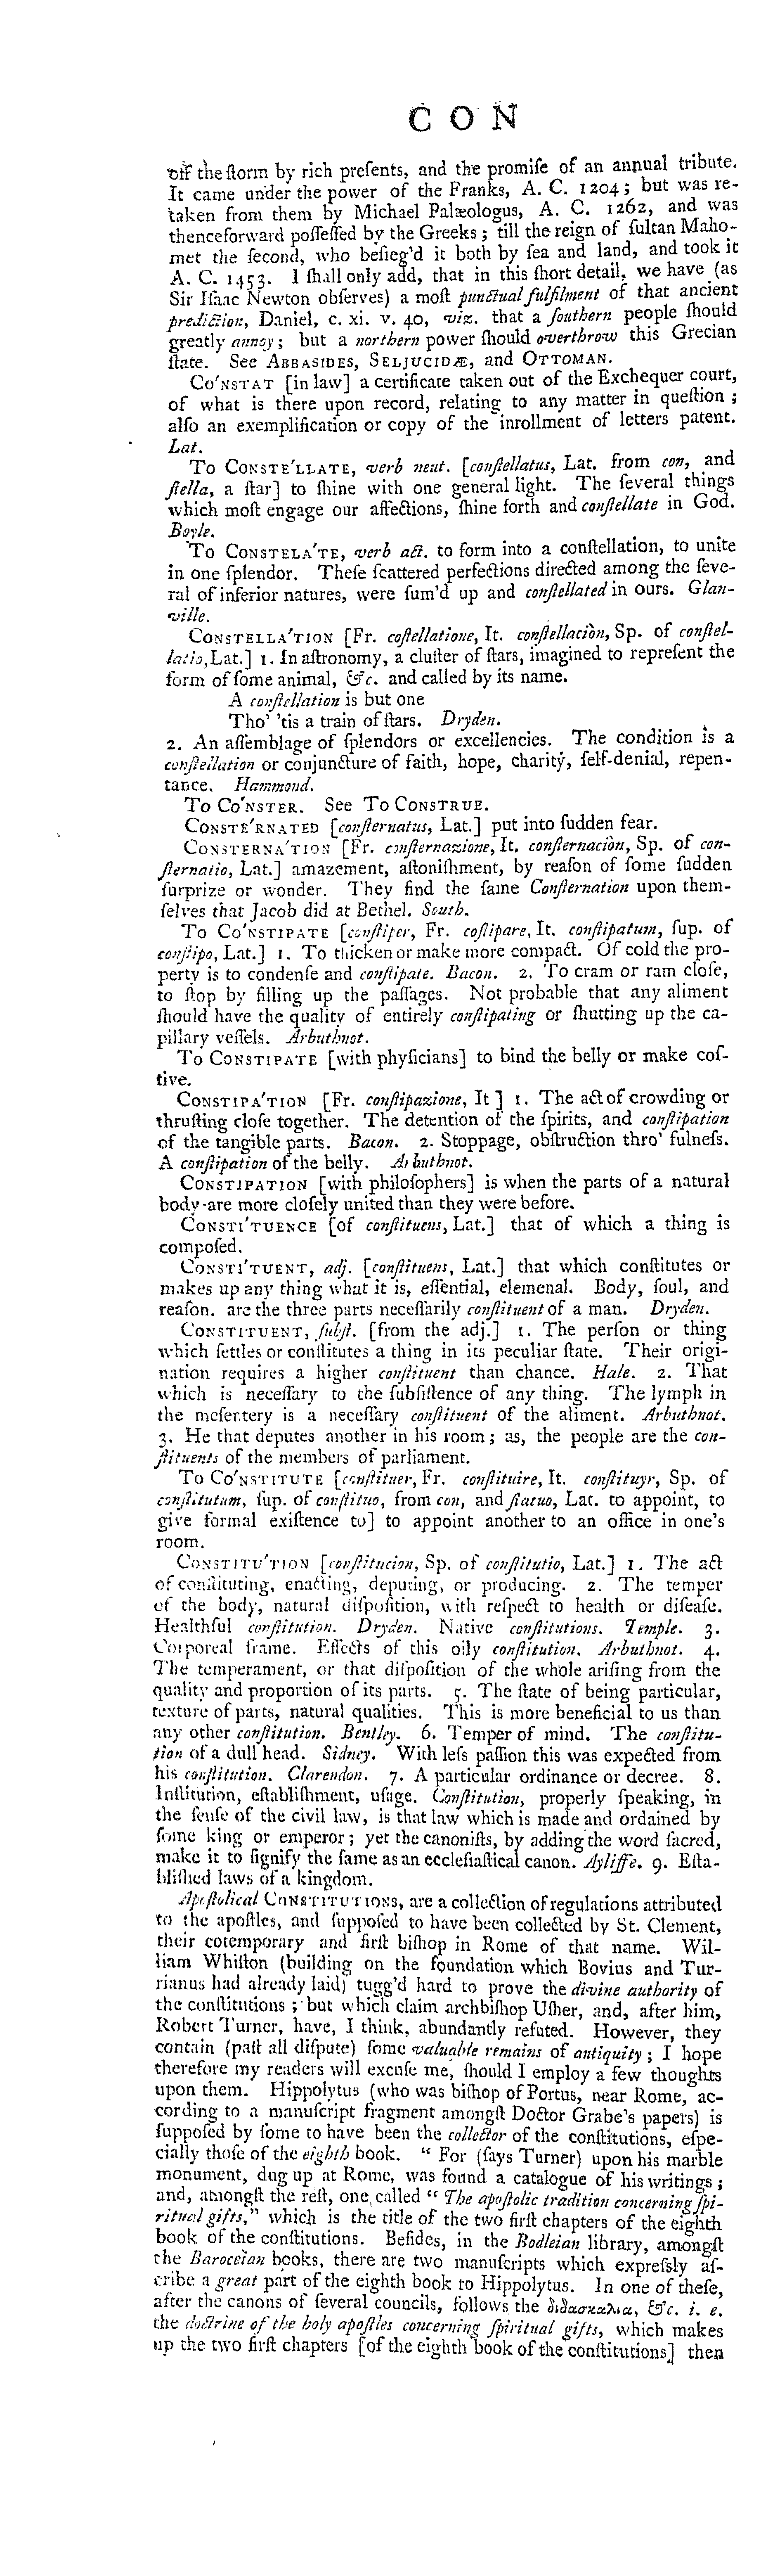 C O N
off the ſtorm by rich preſents, and the promiſe of an annual tribute.
It came under the power of the Franks, A. C. 1204; but was re-
taken from them by Michael Palæologus, A. C. 1262, and was
thenceforward poſſeſſed by the Greeks; till the reign of ſultan Maho-
met the ſecond, who beſieg'd it both by ſea and land, and took it
A. C. 1453. I ſhall only add, that in this ſhort detail, we have (as
Sir Iſaac Newton obſerves) a moſt punctual fulfilment of that ancient
prediction, Daniel, c. xi. v. 40, viz. that a ſouthern people ſhould
greatly annoy; but a northern power ſhould overthrow this Grecian
ſtate. See ABBASIDES, SELJUCIDÆ, and OTTOMAN.
CO'NSTAT [in law] a certificate taken out of the Exchequer court,
of what is there upon record, relating to any matter in queſtion;
alſo an exemplification or copy of the inrollment of letters patent.
Lat.
To CONSTE'LLATE, verb neut. [conſtellatus, Lat. from con, and
ſtella, a ſtar] to ſhine with one general light. The ſeveral things
which moſt engage our affections, ſhine forth and conſtellate in God.
Boyle.
To CONSTELA'TE, verb act. to form into a conſtellation, to unite
in one ſplendor. Theſe ſcattered perfections directed among the ſeve-
ral of inferior natures, were ſum'd up and conſtellated in ours. Glan-
ville.
CONSTELLA'TION [Fr. coſtellatione, It. conſtellaciòn, Sp. of conſtel-
latio, Lat.] 1. In aſtronomy, a cluſter of ſtars, imagined to repreſent the
form of ſome animal, &c. and called by its name.
A conſtellation is but one
Tho' 'tis a train of ſtars. Dryden.
2. An aſſemblage of ſplendors or excellencies. The condition is a
conſtellation or conjuncture of faith, hope, charity, ſelf-denial, repen-
tance. Hammond.
To CO'NSTER. See To CONSTRUE.
CONSTE'RNATED [conſternatus, Lat.] put into ſudden fear.
CONSTERNA'TION [Fr. conſternazione, It. conſternaciòn, Sp. of con-
ſternatio, Lat.] amazement, aſtoniſhment, by reaſon of ſome ſudden
ſurprize or wonder. They find the ſame Conſternation upon them-
ſelves that Jacob did at Bethel. South.
To CO'NSTIPATE [conſtiper, Fr. coſtipare, It. conſtipatum, ſup. of
conſtipo, Lat.] 1. To thicken or make more compact. Of cold the pro-
perty is to condenſe and conſtipate. Bacon. 2. To cram or ram cloſe,
to ſtop by filling up the paſſages. Not probable that any aliment
ſhould have the quality of entirely conſtipating or ſhutting up the ca-
pillary veſſels. Arbuthnot.
To CONSTIPATE [with phyſicians] to bind the belly or make coſ-
tive.
CONSTIPA'TION [Fr. conſtipazione, It] 1. The act of crowding or
thruſting cloſe together. The detention of the ſpirits, and conſtipation
of the tangible parts. Bacon. 2. Stoppage, obſtruction thro' fulneſs.
A conſtipation of the belly. Arbuthnot.
CONSTIPATION [with philoſophers] is when the parts of a natural
body are more cloſely united than they were before.
CONSTI'TUENCE [of conſtituens, Lat.] that of which a thing is
compoſed.
CONSTI'TUENT, adj. [conſtituens, Lat.] that which conſtitutes or
makes up any thing what it is, eſſential, elemenal. Body, ſoul, and
reaſon. are the three parts neceſſarily conſtituent of a man. Dryden.
CONSTITUENT, ſubſt. [from the adj.] 1. The perſon or thing
which ſettles or conſtitutes a thing in its peculiar ſtate. Their origi-
nation requires a higher conſtituent than chance. Hale. 2. That
which is neceſſary to the ſubſiſtence of any thing. The lymph in
the meſentery is a neceſſary conſtituent of the aliment. Arbuthnot.
3. He that deputes another in his room; as, the people are the con-
ſtituents of the members of parliament.
To CO'NSTITUTE [conſtituer, Fr. conſtituire, It. conſtituyr, Sp. of
conſtitutum, ſup. of conſtituo, from con, and ſtatuo, Lat. to appoint, to
give formal exiſtence to] to appoint another to an office in one's
room.
CONSTITU'TION [conſtitucion, Sp. of conſtitutio, Lat.] 1. The act
of conſtituting, enacting, deputing, or producing. 2. The temper
of the body, natural diſpoſition, with reſpect to health or diſeaſe.
Healthful conſtitution. Dryden. Native conſtitutions. Temple. 3.
Corporeal frame. Effects of this oily conſtitution. Arbuthnot. 4.
The temperament, or that diſpoſition of the whole ariſing from the
quality and proportion of its parts. 5. The ſtate of being particular,
texture of parts, natural qualities. This is more beneficial to us than
any other conſtitution. Bentley. 6. Temper of mind. The conſtitu-
tion of a dull head. Sidney. With leſs paſſion this was expected from
his conſtitution. Clarendon. 7. A particular ordinance or decree. 8.
Inſtitution, eſtabliſhment, uſage. Conſtitution, properly ſpeaking, in
the ſenſe of the civil law, is that law which is made and ordained by
ſome king or emperor; yet the canoniſts, by adding the word ſacred,
make it to ſignify the ſame as an eccleſiaſtical canon. Ayliffe. 9. Eſta-
bliſhed laws of a kingdom.
Apoſtolical CONSTITUTIONS, are a collection of regulations attributed
to the apoſtles, and ſuppoſed to have been collected by St. Clement,
their cotemporary and firſt biſhop in Rome of that name. Wil-
liam Whiſton (building on the foundation which Bovius and Tur-
rianus had already laid) tugg'd hard to prove the divine authority of
the conſtitutions; but which claim archbiſhop Uſher, and, after him,
Robert Turner, have, I think, abundantly refuted. However, they
contain (paſt all diſpute) ſome valuable remains of antiquity; I hope
therefore my readers will excuſe me, ſhould I employ a few thoughts
upon them. Hippolytus (who was biſhop of Portus, near Rome, ac-
cording to a manuſcript fragment amongſt Doctor Grabe's papers) is
ſuppoſed by ſome to have been the collector of the conſtitutions, eſpe-
cially thoſe of the eighth book. “ For (ſays Turner) upon his marble
monument, dug up at Rome, was found a catalogue of his writings;
and, amongſt the reſt, one called “ The apoſtolic tradition concerning ſpi-
ritual gifts,” which is the title of the two firſt chapters of the eighth
book of the conſtitutions. Beſides, in the Bodleian library, amongſt
the Baroccian books, there are two manuſcripts which expreſsly aſ-
cribe a great part of the eighth book to Hippolytus. In one of theſe,
after the canons of ſeveral councils, follows the διδασκαλια, &c. i. e.
the doctrine of the holy apoſtles concerning ſpiritual gifts, which makes
up the two firſt chapters [of the eighth book of the conſtitutions] then